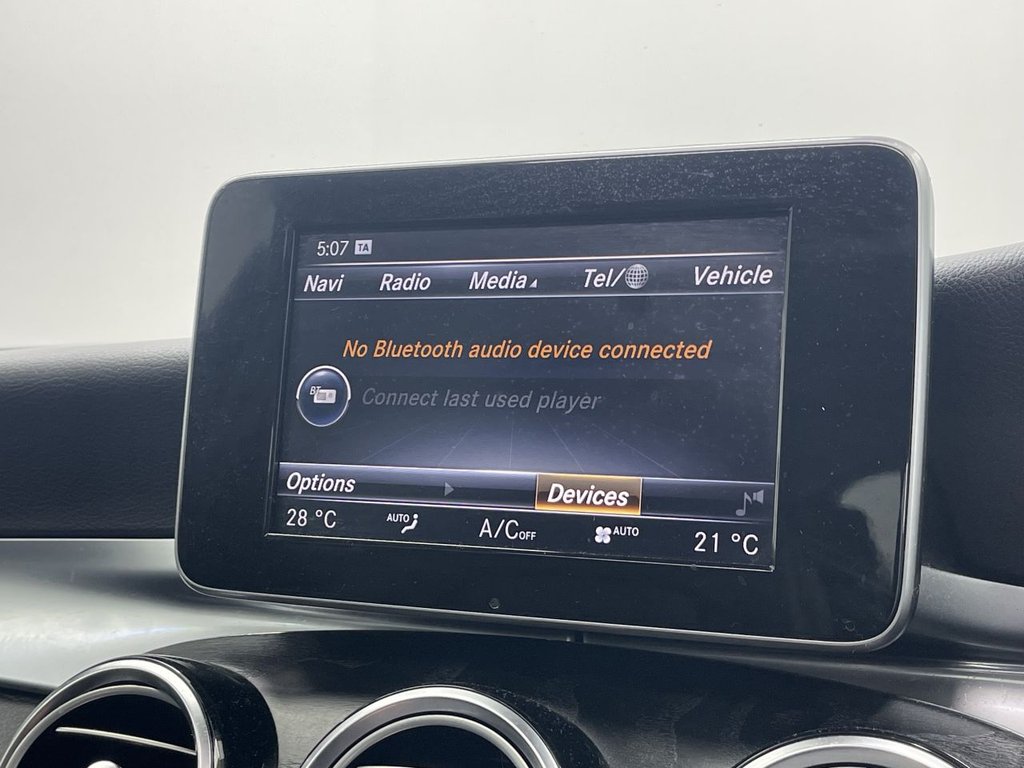 5:07 TA
Navi Radio Media Tel/ Vehicle
No Bluetooth audio device connected
BT
Connect last used player
Options Devices
28 °C AUTO A/C OFF AUTO 21 °C